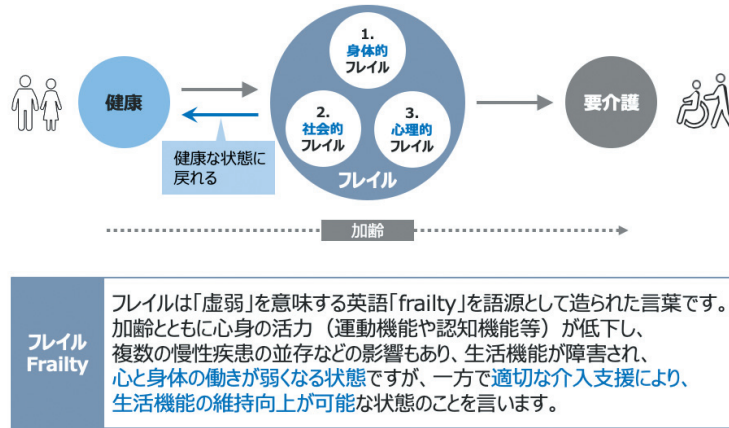 1.
身体的
フレイル
健康
2.
社会的
フレイル
3.
心理的
フレイル
フレイル
要介護
健康な状態に
戻れる
加齢
フレイル
Frailty
フレイルは「虚弱」を意味する英語「frailty」を語源として造られた言葉です。
加齢とともに心身の活力（運動機能や認知機能等）が低下し、
複数の慢性疾患の並存などの影響もあり、生活機能が障害され、
心と身体の働きが弱くなる状態ですが、一方で適切な介入支援により、
生活機能の維持向上が可能な状態のことを言います。